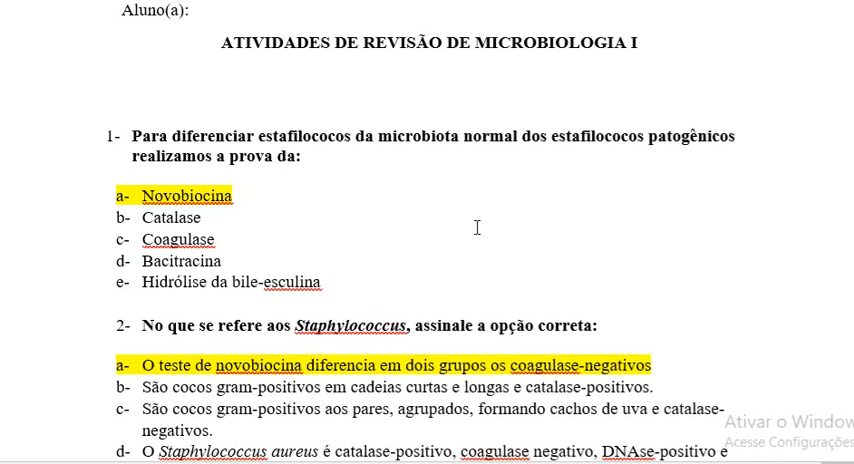 Aluno(a):
ATIVIDADES DE REVISÃO DE MICROBIOLOGIA I
1- Para diferenciar estafilococos da microbiota normal dos estafilococos patogênicos
realizamos a prova da:
a- Novobiocina
b- Catalase
c- Coagulase
d- Bacitracina
e- Hidrólise da bile-esculina
2- No que se refere aos Staphylococcus, assinale a opção correta:
a- O teste de novobiocina diferencia em dois grupos os coagulase-negativos
b- São cocos gram-positivos em cadeias curtas e longas e catalase-positivos.
c- São cocos gram-positivos aos pares, agrupados, formando cachos de uva e catalase-
negativos.
Ativar o Window
Acesse Configurações
d- O Staphylococcus aureus é catalase-positivo, coagulase negativo, DNAse-positivo e